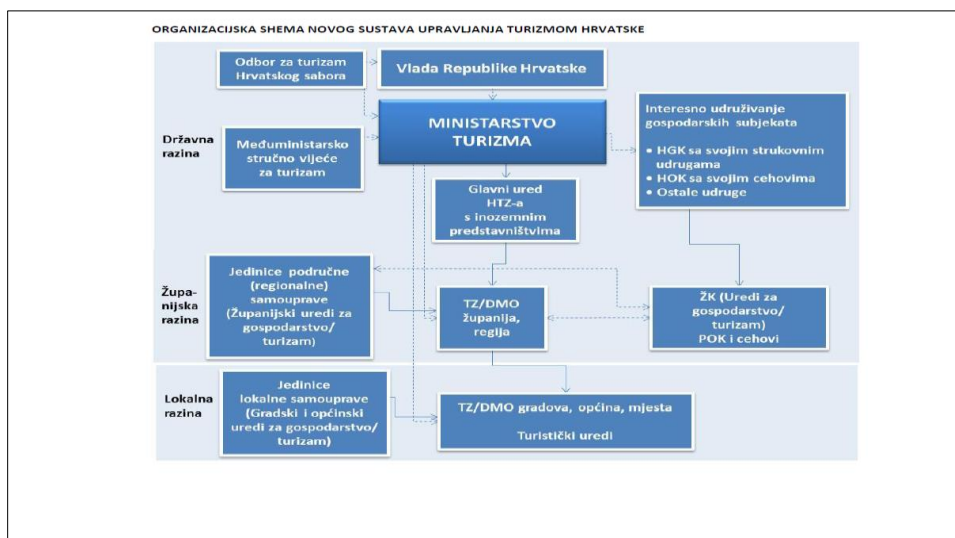 ORGANIZACIJSKA SHEMA NOVOG SUSTAVA UPRAVLJANJA TURIZMOM HRVATSKE
Odbor za turizam
Hrvatskog sabora
Vlada Republike Hrvatske
Državna
razina
Međuministarsko
stručno vijeće
za turizam
MINISTARSTVO
TURIZMA
Interesno udruživanje
gospodarskih subjekata
• HGK sa svojim strukovnim
udrugama
• HOK sa svojim cehovima
• Ostale udruge
Glavni ured
HTZ-a
s inozemnim
predstavništvima
Župa-
nijska
razina
Jedinice područne
(regionalne)
samouprave
(Županijski uredi za
gospodarstvo/
turizam)
TZ/DMO
županija,
regija
ŽK (Uredi za
gospodarstvo/
turizam)
POK i cehovi
Lokalna
razina
Jedinice
lokalne samouprave
(Gradski i općinski
uredi za gospodarstvo/
turizam)
TZ/DMO gradova, općina, mjesta
Turistički uredi